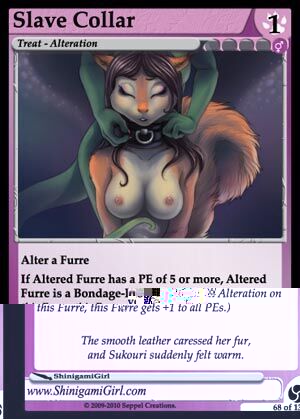 Slave Collar
1
Treat - Alteration
Alter a Furre
If Altered Furre has a PE of 5 or more, Altered
Furre is a Bondage-
Alteration on
this Furre, this Furre gets +1 to all PEs.)
The smooth leather caressed her fur,
and Sukouri suddenly felt warm.
ShinigamiGirl
www.ShinigamiGirl.com
© 2009-2010 Seppel Creations.
68 of